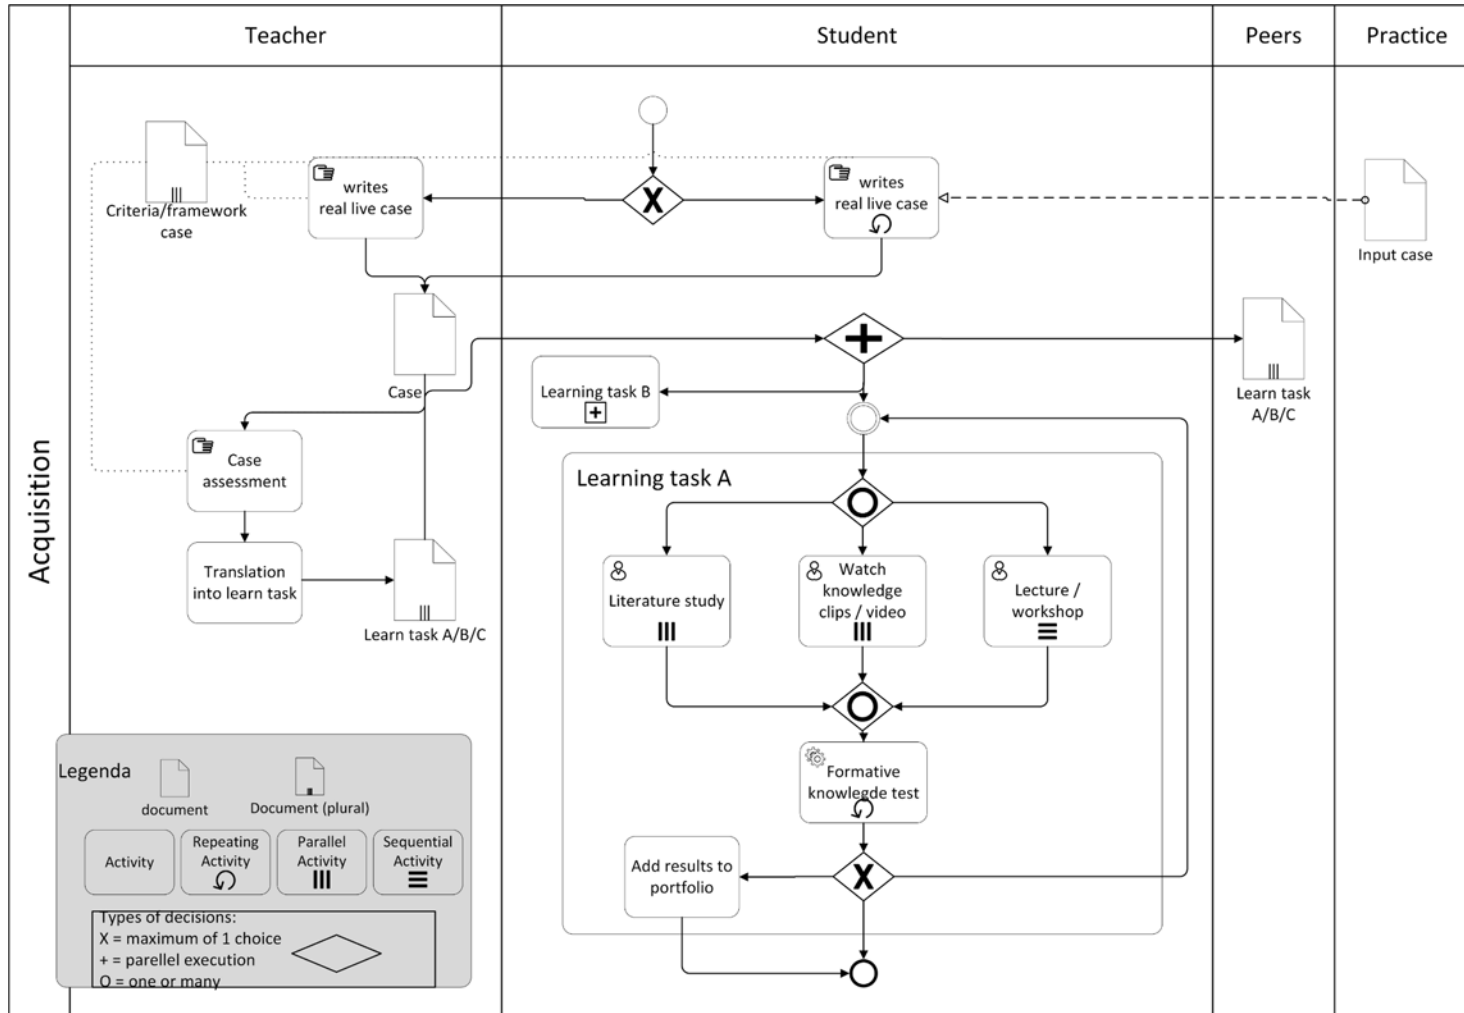 Teacher
Student
Peers
Practice
Acquisition
Criteria/framework
case
writes
real live case
X
writes
real live case
Input case
Case
Learning task B
Learn task
A/B/C
Case
assessment
Learning task A
Translation
into learn task
Learn task A/B/C
Literature study
Watch
knowledge
clips / video
Lecture /
workshop
Formative
knowlegde test
Add results to
portfolio
X
Legenda
document
Document (plural)
Activity
Repeating
Activity
Parallel
Activity
Sequential
Activity
Types of decisions:
X = maximum of 1 choice
+ = parellel execution
O = one or many